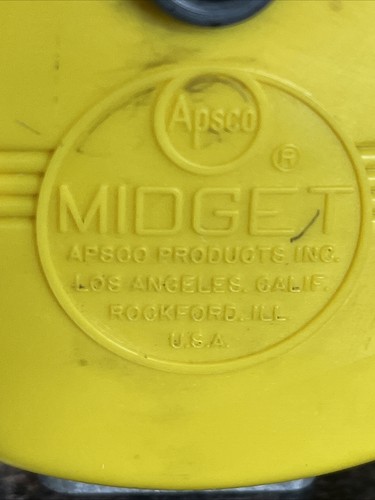 Apsco
®
MIDGET
APSCO PRODUCTS, INC.
LOS ANGELES, CALIF.
ROCKFORD, ILL.
U.S.A.